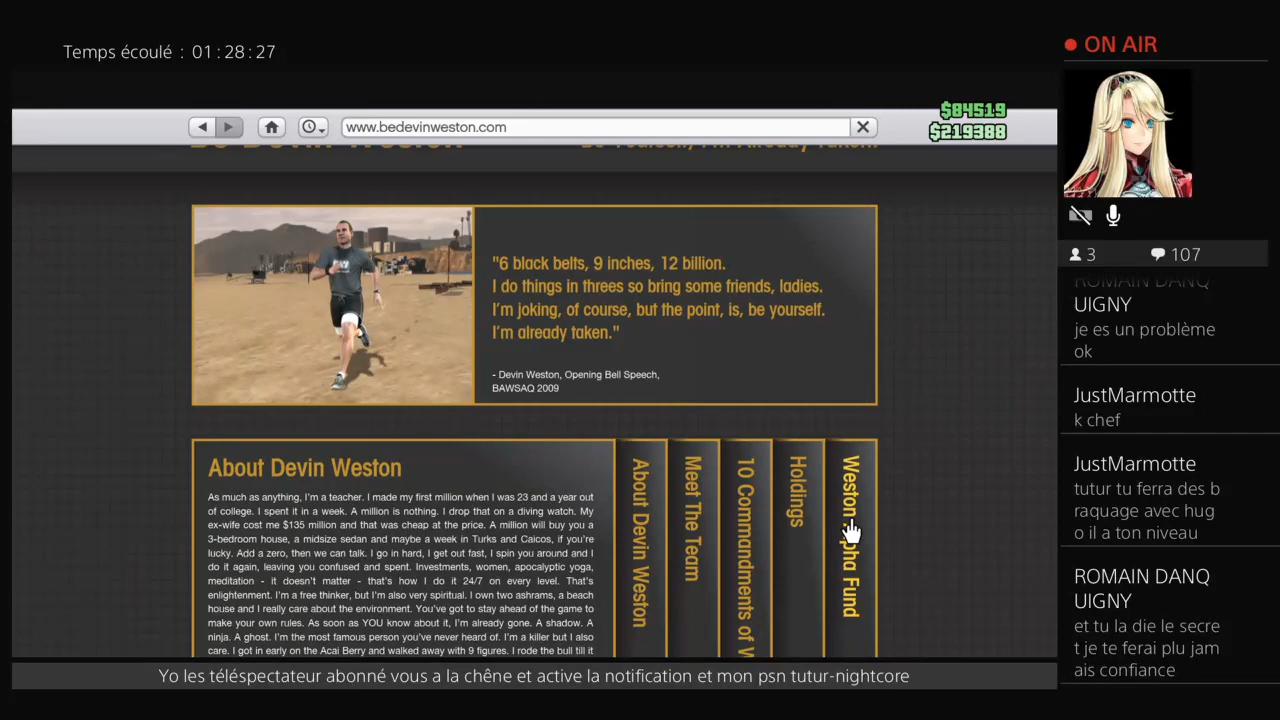 Temps écoulé : 01:28:27
ON AIR
www.bedevinweston.com
$84519
$219388
"6 black belts, 9 inches, 12 billion.
I do things in threes so bring some friends, ladies.
I'm joking, of course, but the point, is, be yourself.
I'm already taken."
- Devin Weston, Opening Bell Speech,
BAWSAQ 2009
About Devin Weston
As much as anything, I'm a teacher. I made my first million when I was 23 and a year out
of college. I spent it in a week. A million is nothing. I drop that on a diving watch. My
ex-wife cost me $135 million and that was cheap at the price. A million will buy you a
3-bedroom house, a midsize sedan and maybe a week in Turks and Caicos, if you're
lucky. Add a zero, then we can talk. I go in hard, I get out fast, I spin you around and I
do it again, leaving you confused and spent. Investments, women, apocalyptic yoga,
meditation - it doesn't matter - that's how I do it 24/7 on every level. That's
enlightenment. I'm a free thinker, but I'm also very spiritual. I own two ashrams, a beach
house and I really care about the environment. You've got to stay ahead of the game to
make your own rules. As soon as YOU know about it, I'm already gone. A shadow. A
ninja. A ghost. I'm the most famous person you've never heard of. I'm a killer but I also
care. I got in early on the Acai Berry and walked away with 9 figures. I rode the bull till it
About Devin Weston
Meet The Team
10 Commandments of W
Holdings
Weston pha Fund
3
107
ROMAIN DANQ
UIGNY
je es un problème
ok
JustMarmotte
k chef
JustMarmotte
tutur tu ferra des b
raquage avec hug
o il a ton niveau
ROMAIN DANQ
UIGNY
et tu la die le secre
t je te ferai plu jam
ais confiance
Yo les téléspectateur abonné vous a la chêne et active la notification et mon psn tutur-nightcore